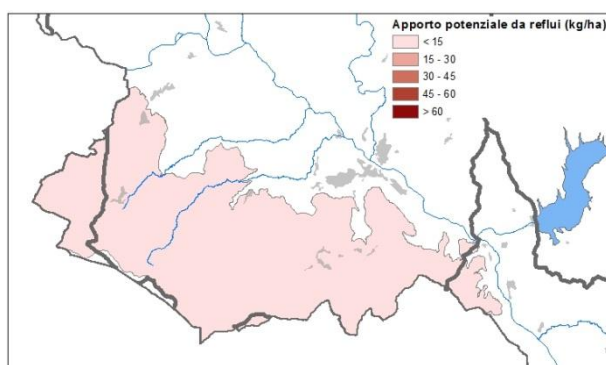 Apporto potenziale da reflui (kg/ha)
< 15
15 - 30
30 - 45
45 - 60
> 60